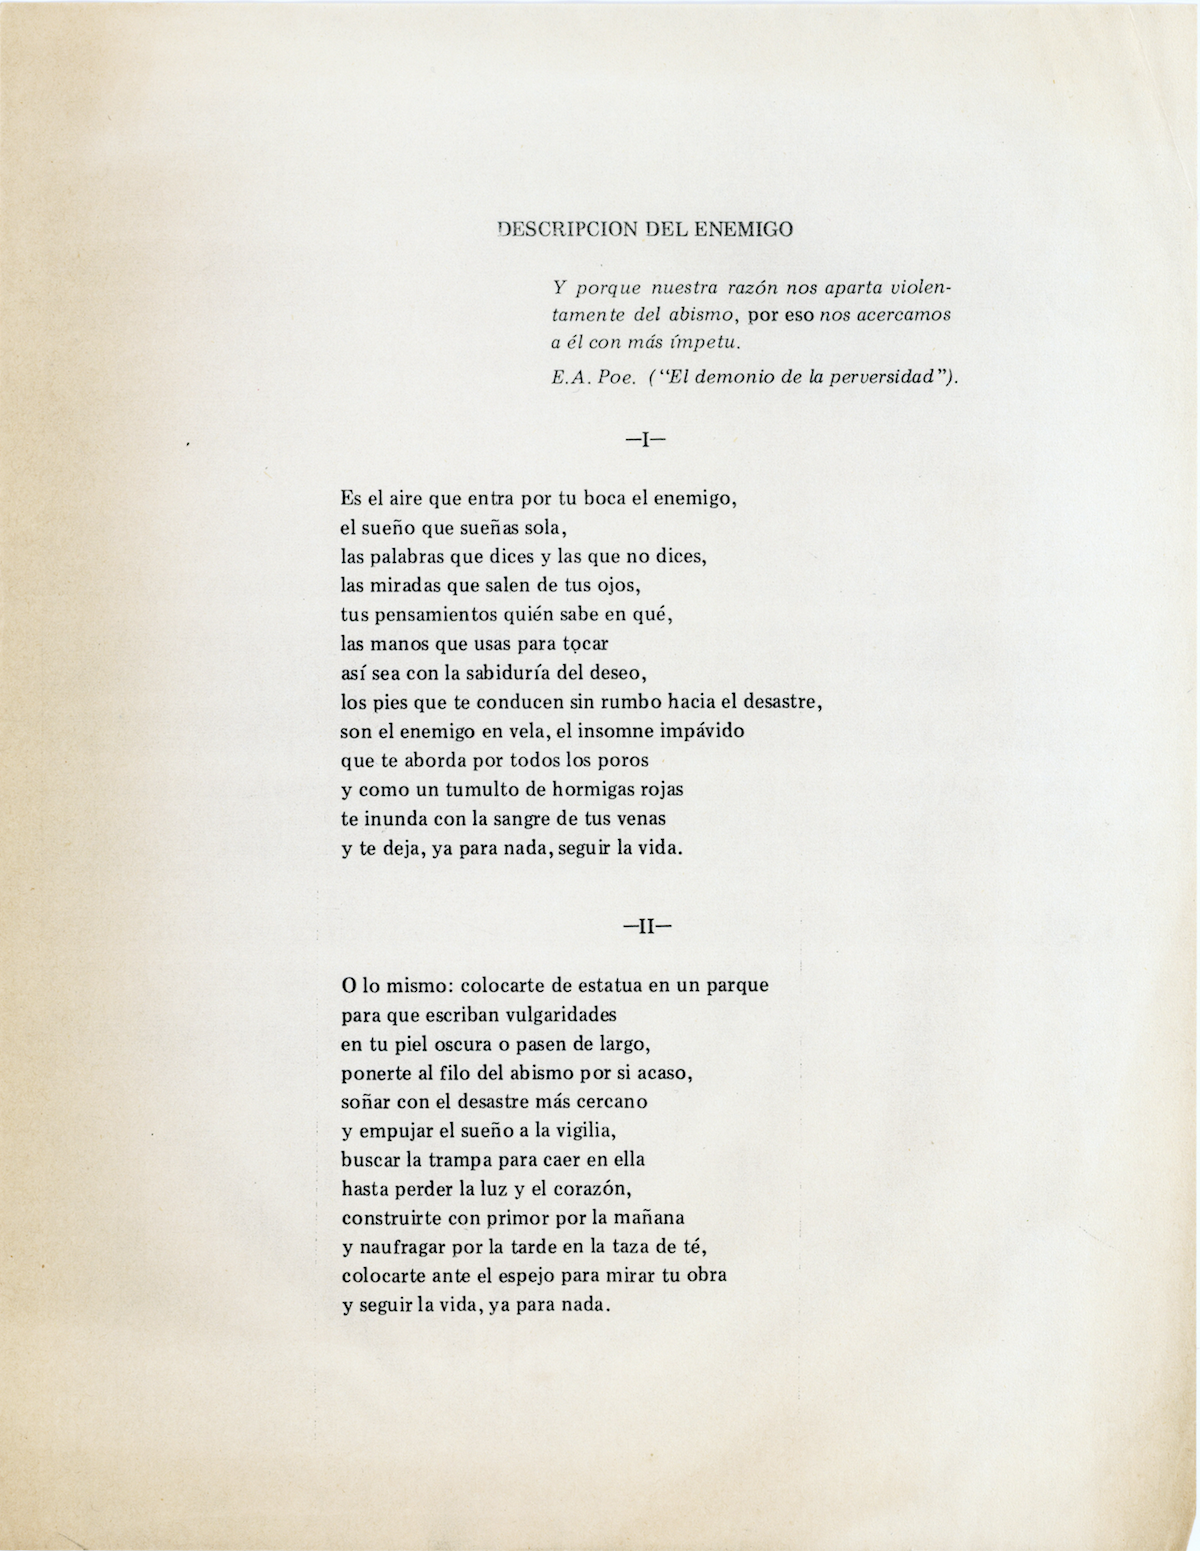 DESCRIPCION DEL ENEMIGO
Y porque nuestra razón nos aparta violen-
tamente del abismo, por eso nos acercamos
a él con más ímpetu.
E.A. Poe. (“El demonio de la perversidad”).
—I—
Es el aire que entra por tu boca el enemigo,
el sueño que sueñas sola,
las palabras que dices y las que no dices,
las miradas que salen de tus ojos,
tus pensamientos quién sabe en qué,
las manos que usas para tocar
así sea con la sabiduría del deseo,
los pies que te conducen sin rumbo hacia el desastre,
son el enemigo en vela, el insomne impávido
que te aborda por todos los poros
y como un tumulto de hormigas rojas
te inunda con la sangre de tus venas
y te deja, ya para nada, seguir la vida.
—II—
O lo mismo: colocarte de estatua en un parque
para que escriban vulgaridades
en tu piel oscura o pasen de largo,
ponerte al filo del abismo por si acaso,
soñar con el desastre más cercano
y empujar el sueño a la vigilia,
buscar la trampa para caer en ella
hasta perder la luz y el corazón,
construirte con primor por la mañana
y naufragar por la tarde en la taza de té,
colocarte ante el espejo para mirar tu obra
y seguir la vida, ya para nada.